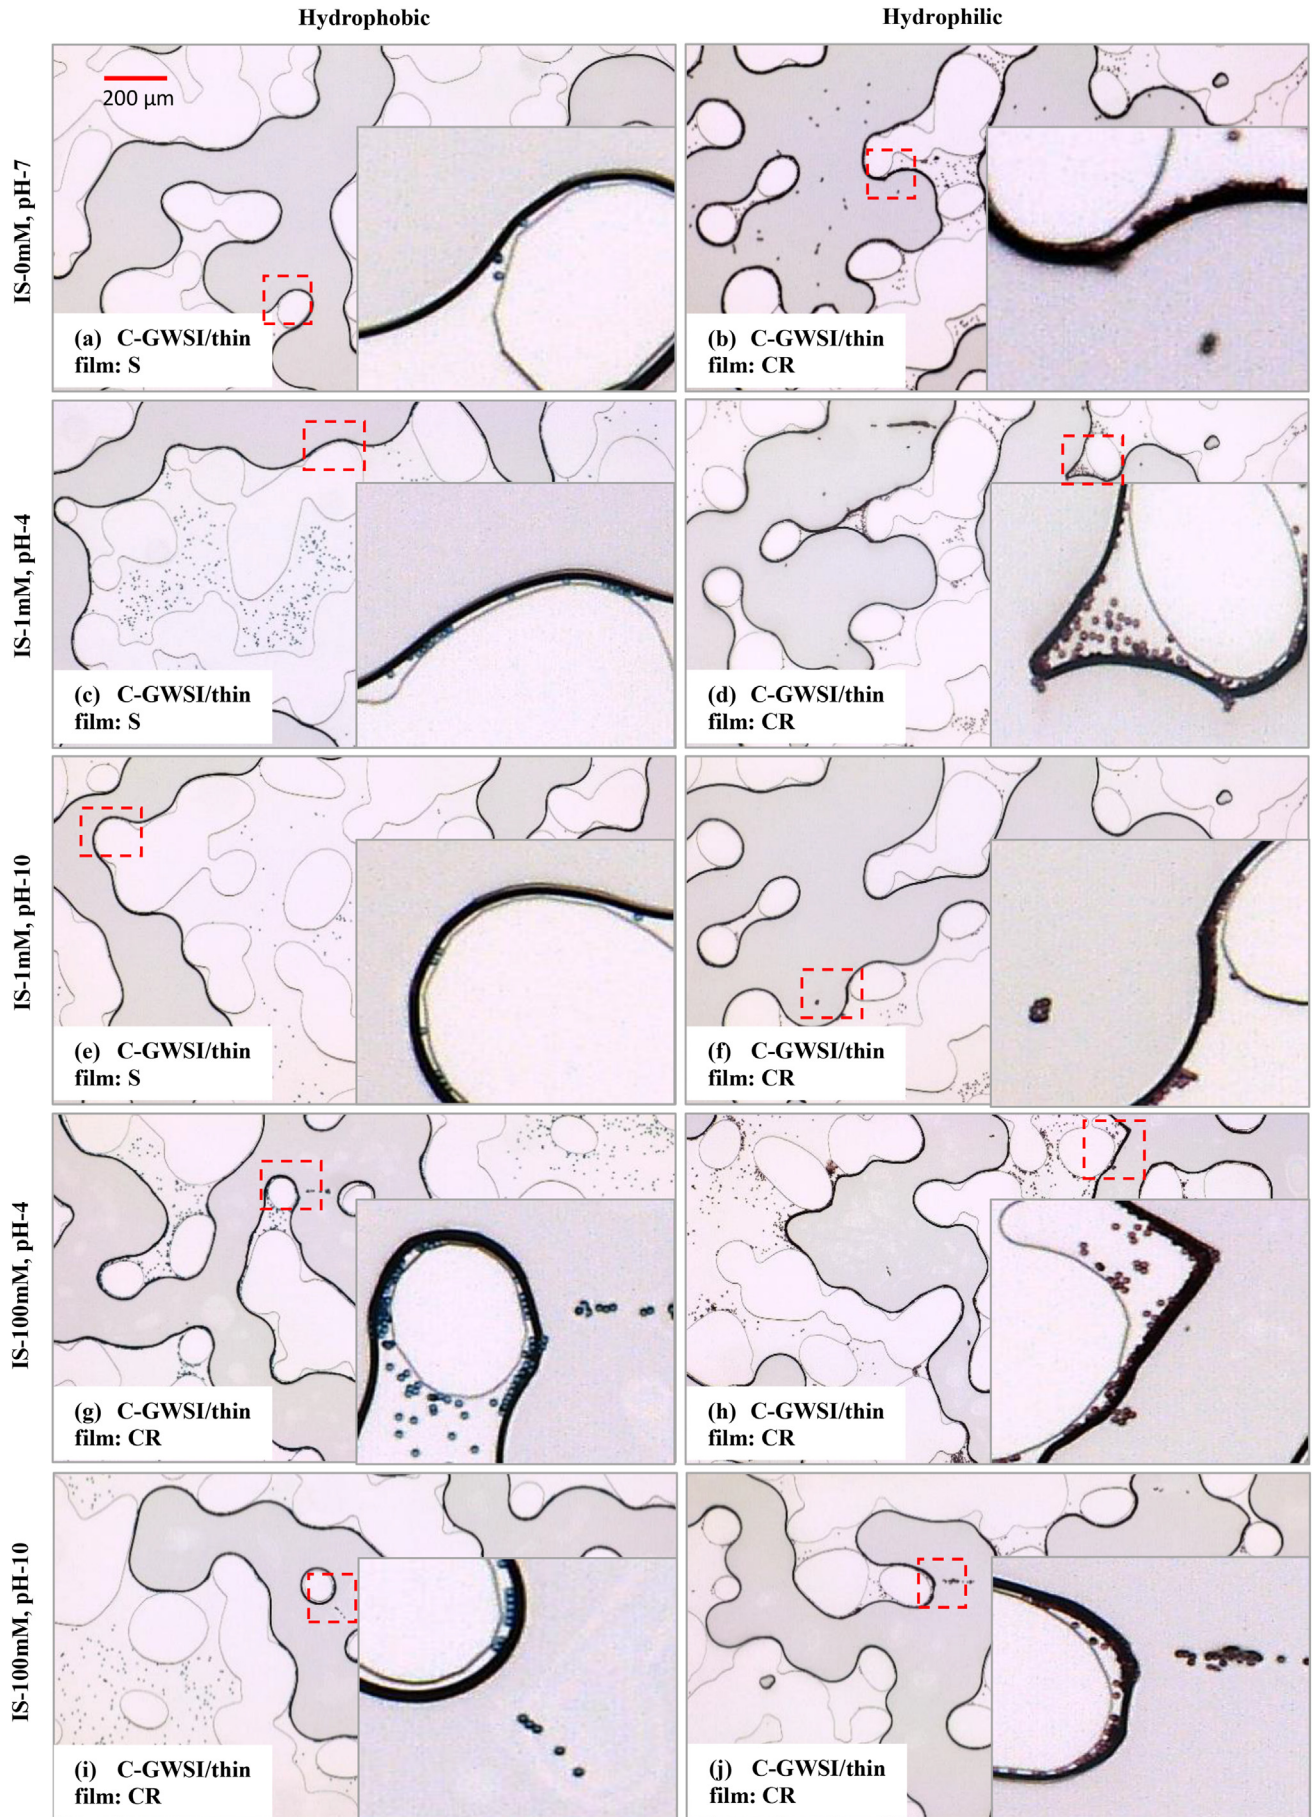 Hydrophobic
Hydrophilic
IS-0mM, pH-7
200 µm
(a) C-GWSI/thin
film: S
(b) C-GWSI/thin
film: CR
IS-1mM, pH-4
(c) C-GWSI/thin
film: S
(d) C-GWSI/thin
film: CR
IS-1mM, pH-10
(e) C-GWSI/thin
film: S
(f) C-GWSI/thin
film: CR
IS-100mM, pH-4
(g) C-GWSI/thin
film: CR
(h) C-GWSI/thin
film: CR
IS-100mM, pH-10
(i) C-GWSI/thin
film: CR
(j) C-GWSI/thin
film: CR